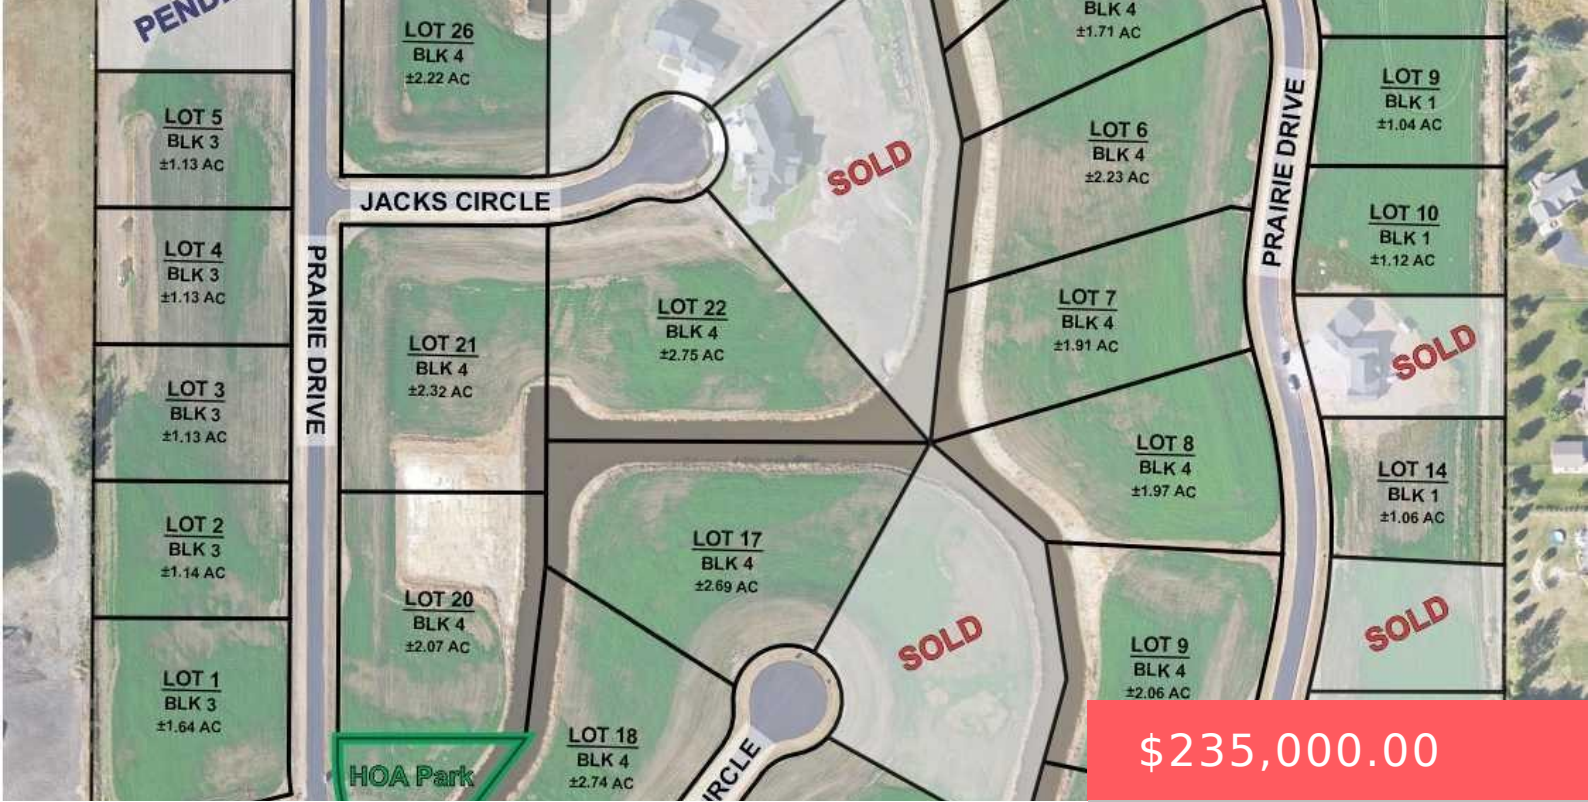 PEND
LOT 26
BLK 4
±2.22 AC
BLK 4
±1.71 AC
LOT 9
BLK 1
±1.04 AC
LOT 5
BLK 3
±1.13 AC
LOT 6
BLK 4
±2.23 AC
SOLD
PRAIRIE DRIVE
JACKS CIRCLE
LOT 10
BLK 1
±1.12 AC
LOT 4
BLK 3
±1.13 AC
PRAIRIE DRIVE
LOT 22
BLK 4
±2.75 AC
LOT 7
BLK 4
±1.91 AC
LOT 21
BLK 4
±2.32 AC
SOLD
LOT 3
BLK 3
±1.13 AC
LOT 8
BLK 4
±1.97 AC
LOT 14
BLK 1
±1.06 AC
LOT 2
BLK 3
±1.14 AC
LOT 17
BLK 4
±2.69 AC
LOT 20
BLK 4
±2.07 AC
SOLD
SOLD
LOT 9
BLK 4
±2.06 AC
LOT 1
BLK 3
±1.64 AC
LOT 18
BLK 4
±2.74 AC
HOA Park
IRCLE
$235,000.00